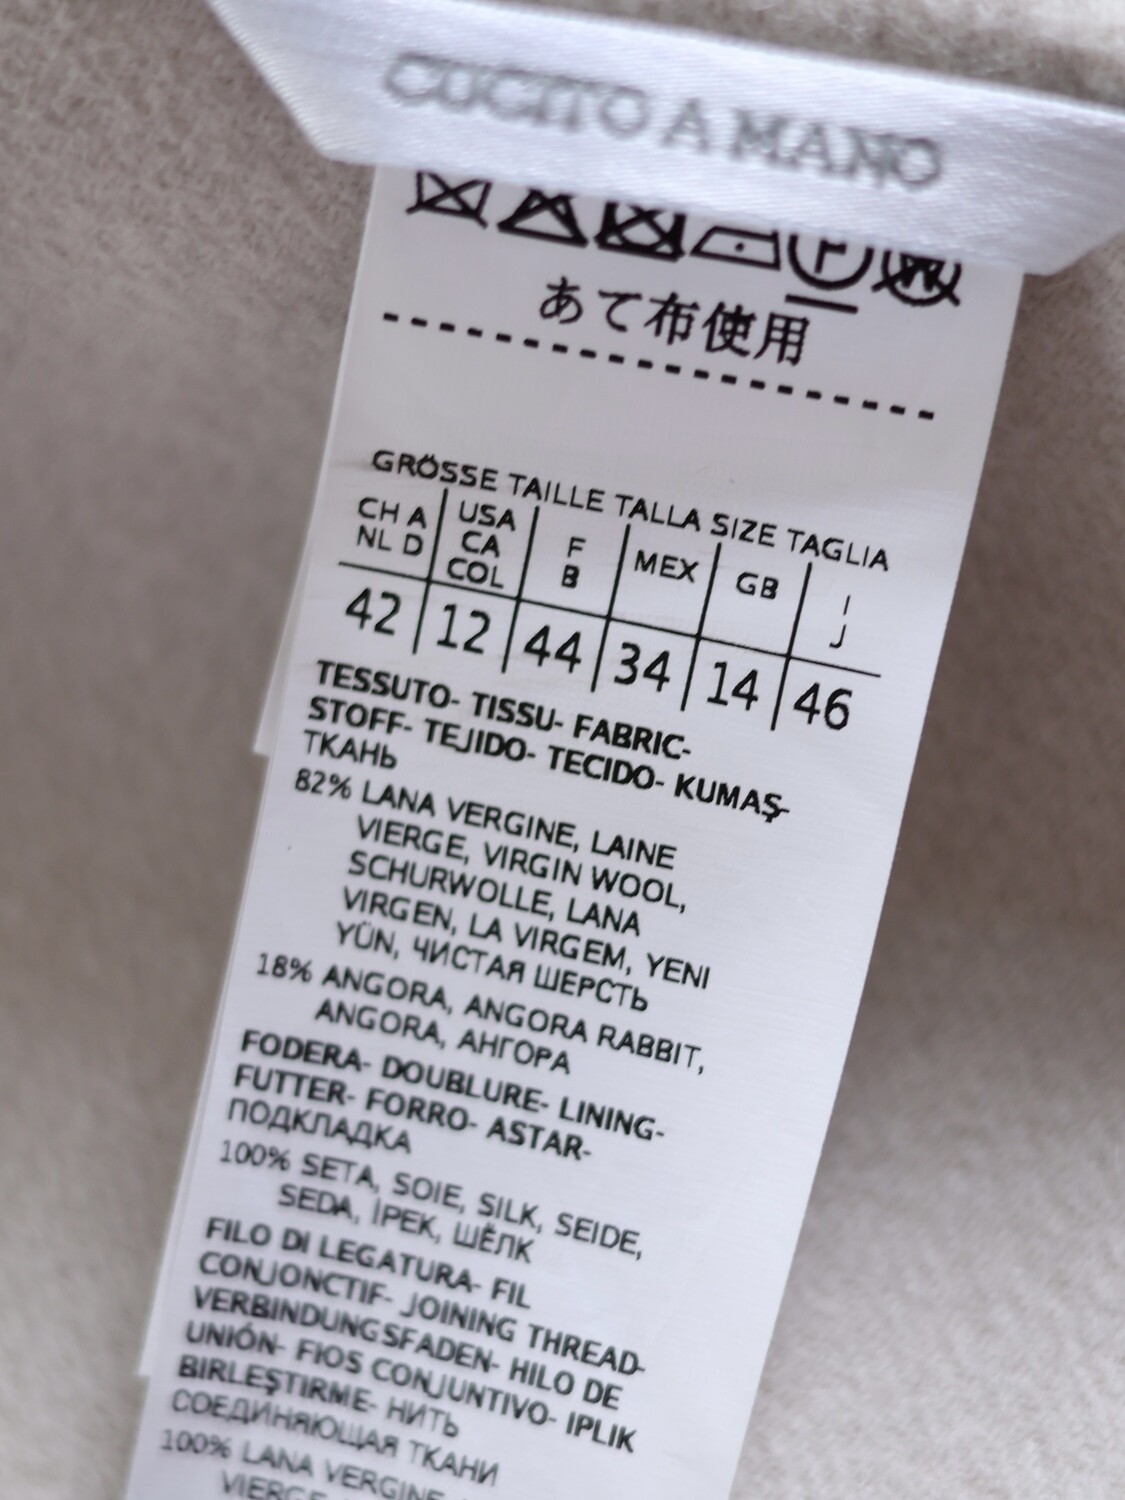 CUCITO A MANO
あて布使用
GRÖSSE TAILLE TALLA SIZE TAGLIA
CH A NL D USA CA COL F B MEX GB I J
42 12 44 34 14 46
TESSUTO- TISSU- FABRIC-
STOFF- TEJIDO- TECIDO- KUMAŞ-
ТКАНЬ
82% LANA VERGINE, LAINE
VIERGE, VIRGIN WOOL,
SCHURWOLLE, LANA
VIRGEN, LA VIRGEM, YENI
YÜN, ЧИСТАЯ ШЕРСТЬ
18% ANGORA, ANGORA RABBIT,
ANGORA, АНГОРА
FODERA- DOUBLURE- LINING-
FUTTER- FORRO- ASTAR-
ПОДКЛАДКА
100% SETA, SOIE, SILK, SEIDE,
SEDA, İPEK, ШЁЛК
FILO DI LEGATURA- FIL
CONJONCTIF- JOINING THREAD-
VERBINDUNGSFADEN- HILO DE
UNIÓN- FIOS CONJUNTIVO- IPLIK
BIRLEŞTIRME- НИТЬ
СОЕДИНЯЮЩАЯ ТКАНИ
100% LANA VERGINE,
VIERGE